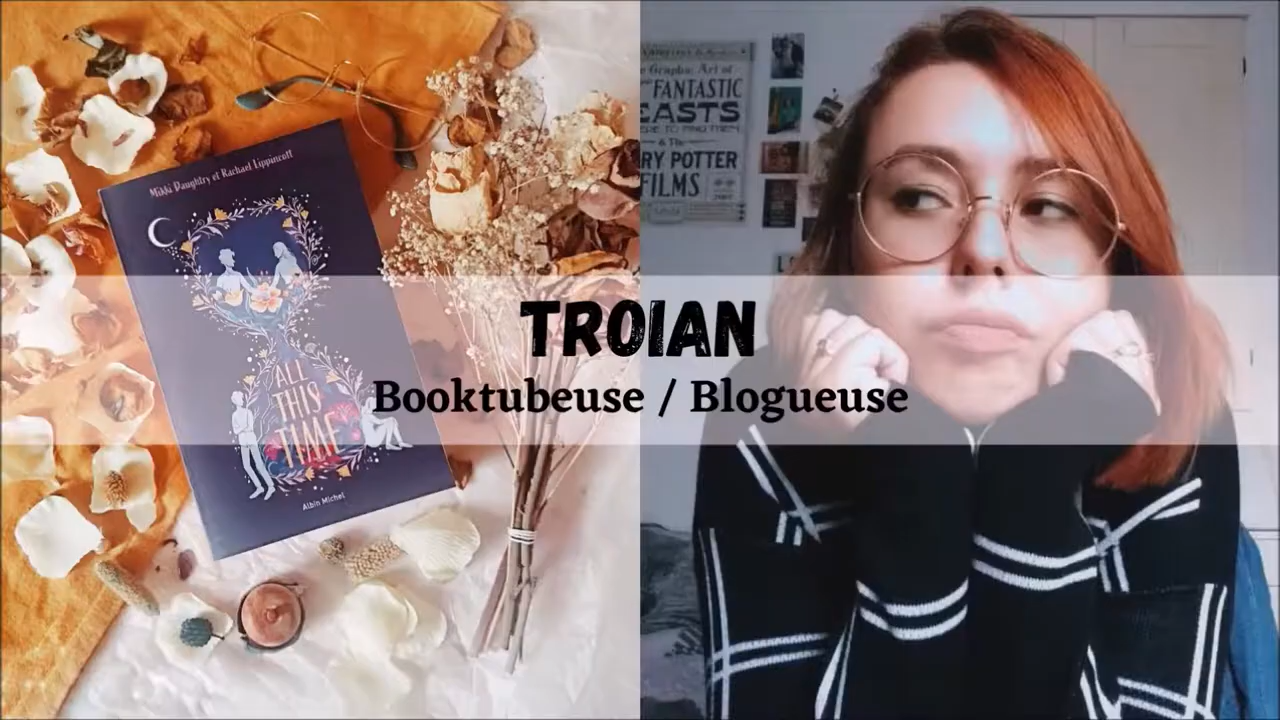 Mikki Daughtry et Rachael Lippincott
ALL
THIS
TIME
Albin Michel
The Graphic Art of
FANTASTIC
BEASTS
& The
RY POTTER
FILMS
TROIAN
Booktubeuse / Blogueuse